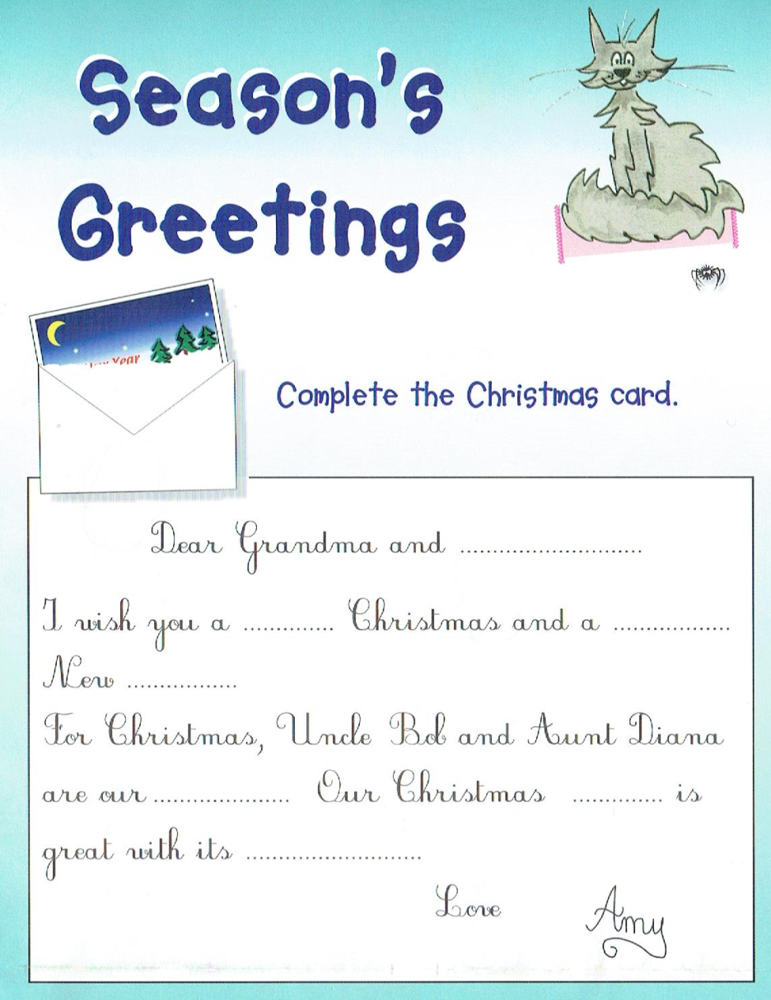 Season's
Greetings
Year
Complete the Christmas card.
Dear Grandma and ...........................
I wish you a ............. Christmas and a .................
New ................
For Christmas, Uncle Bob and Aunt Diana
are our .................... Our Christmas ............. is
great with its ..........................
Love Amy